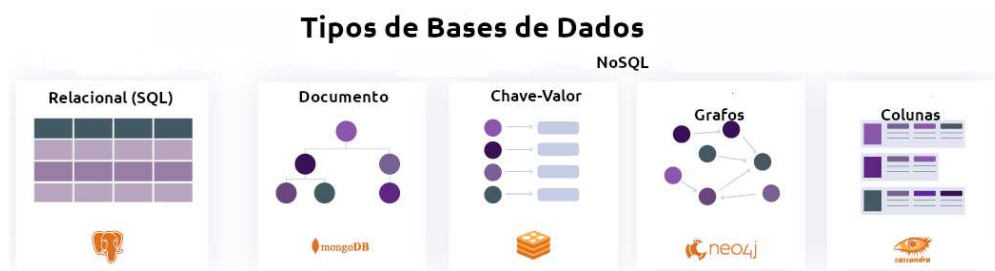 Tipos de Bases de Dados
NoSQL
Relacional (SQL)
Documento
mongoDB
Chave-Valor
Grafos
neo4j
Colunas
cassandra